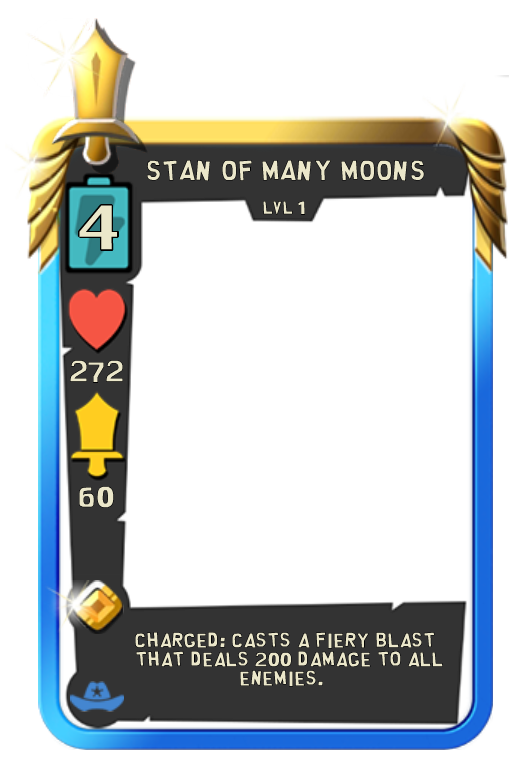 STAN OF MANY MOONS
LVL 1
4
272
60
CHARGED: CASTS A FIERY BLAST
THAT DEALS 200 DAMAGE TO ALL
ENEMIES.